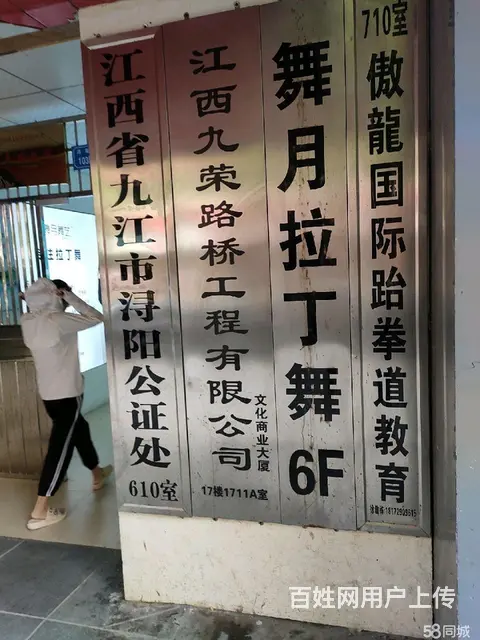 江西省九江市浔阳公证处
610室
江西九荣路桥工程有限公司
文化商业大厦
17楼1711A室
舞月拉丁舞
6F
710室
傲龍国际跆拳道教育
百姓网用户上传
58同城